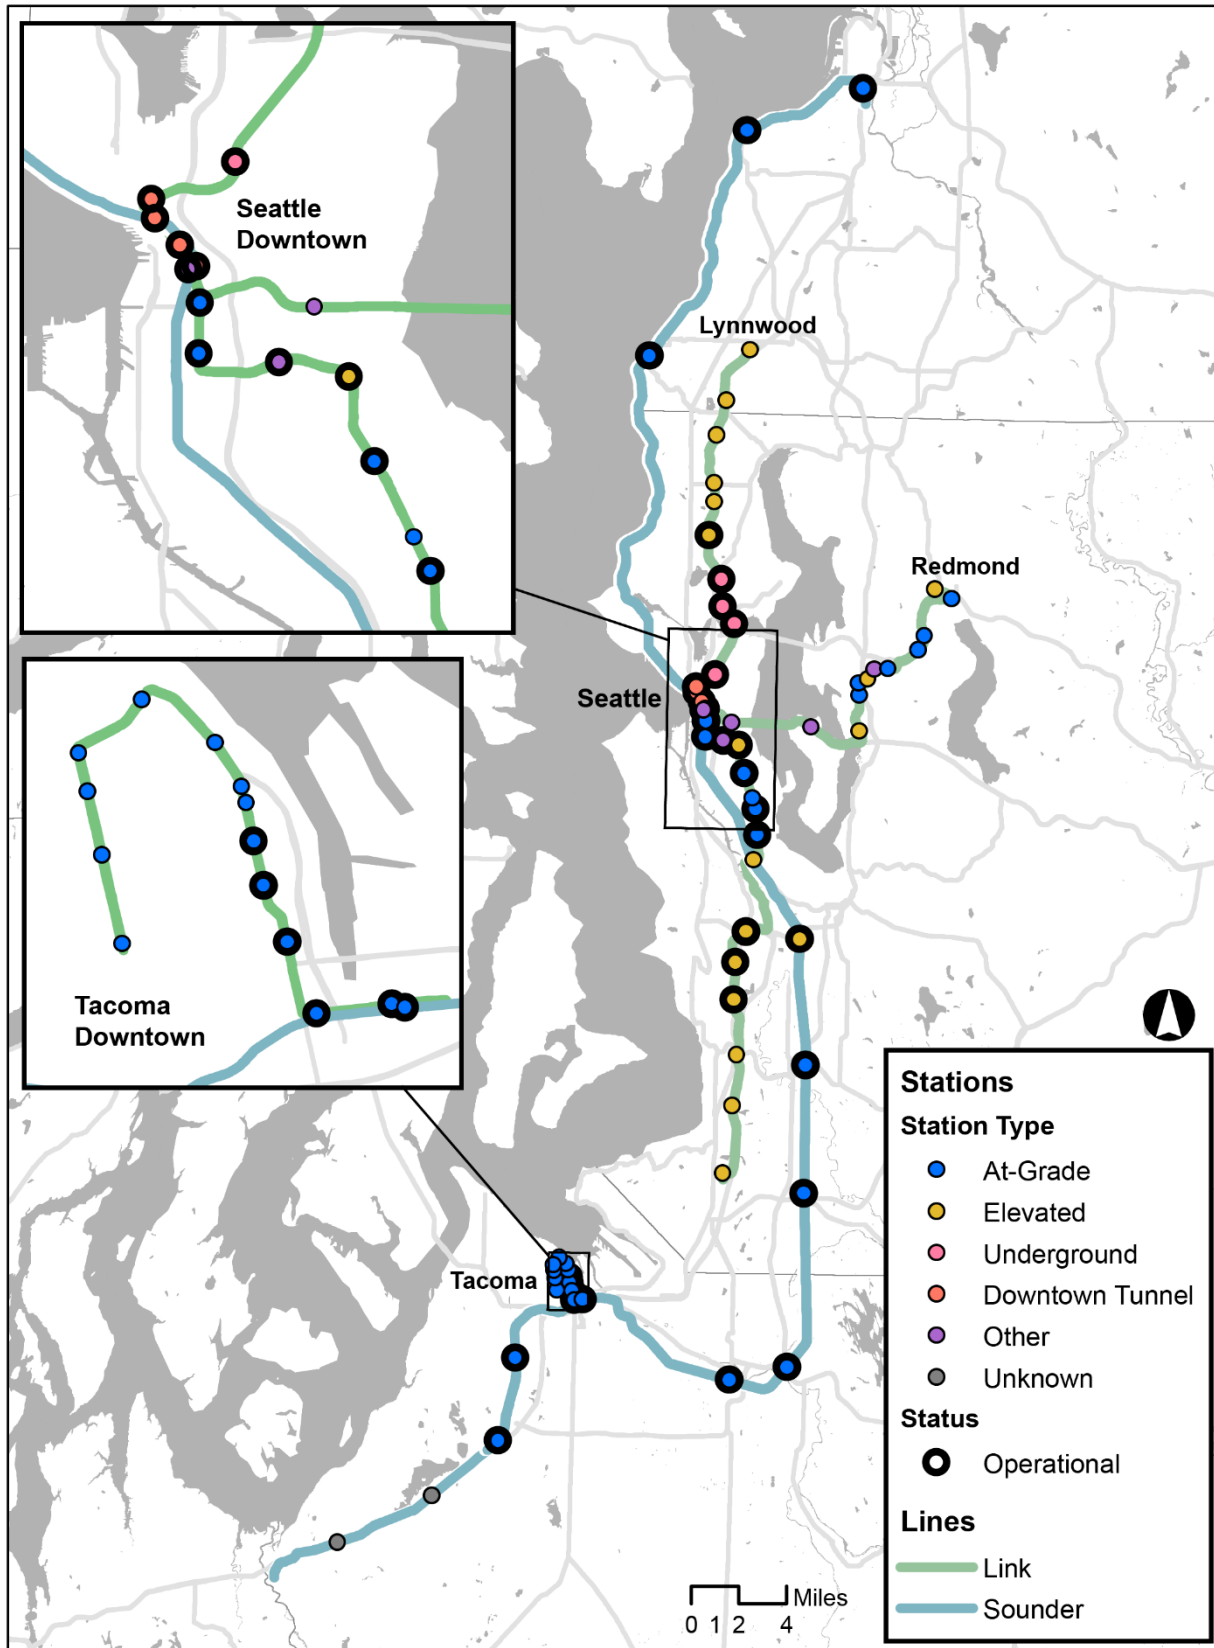 Seattle
Downtown
Lynnwood
Redmond
Seattle
Tacoma
Downtown
Tacoma
Stations
Station Type
At-Grade
Elevated
Underground
Downtown Tunnel
Other
Unknown
Status
Operational
Lines
Link
Sounder
Miles
0 1 2 4